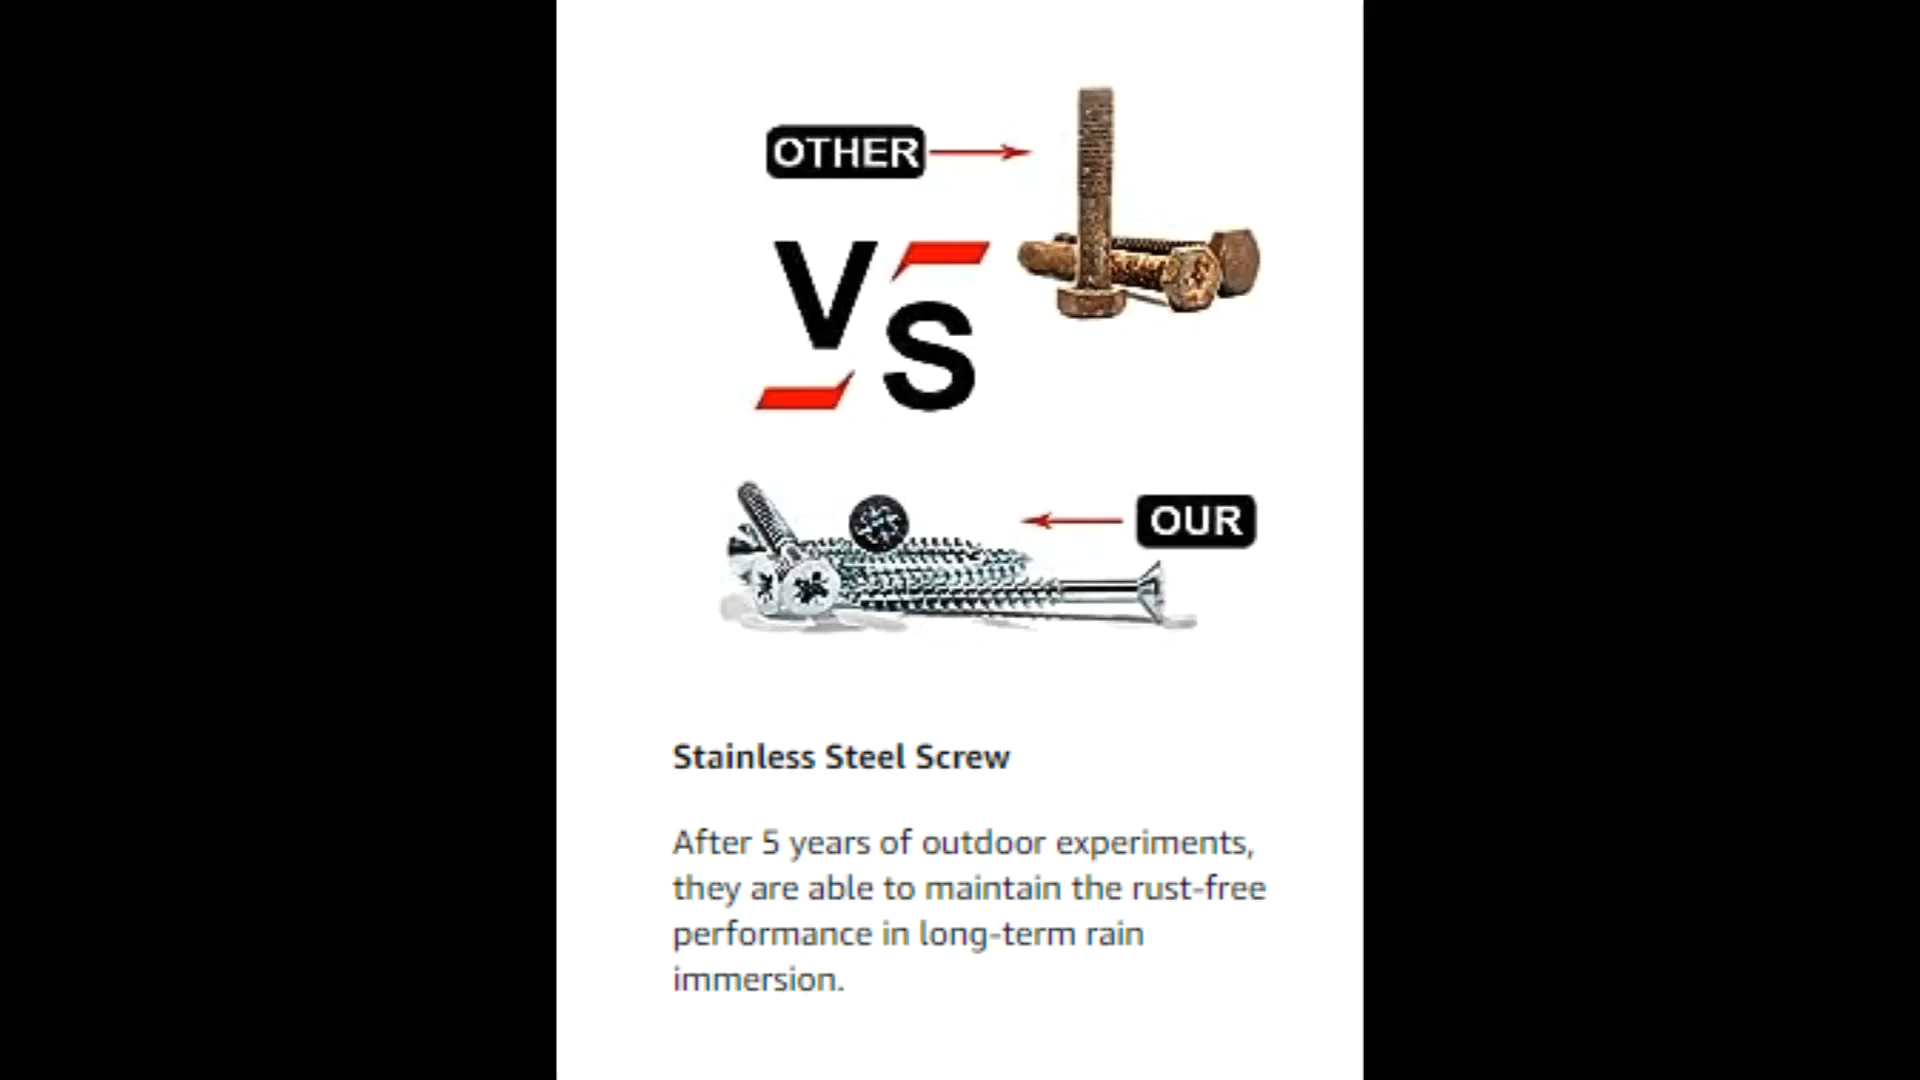 OTHER
VS
OUR
Stainless Steel Screw
After 5 years of outdoor experiments,
they are able to maintain the rust-free
performance in long-term rain
immersion.